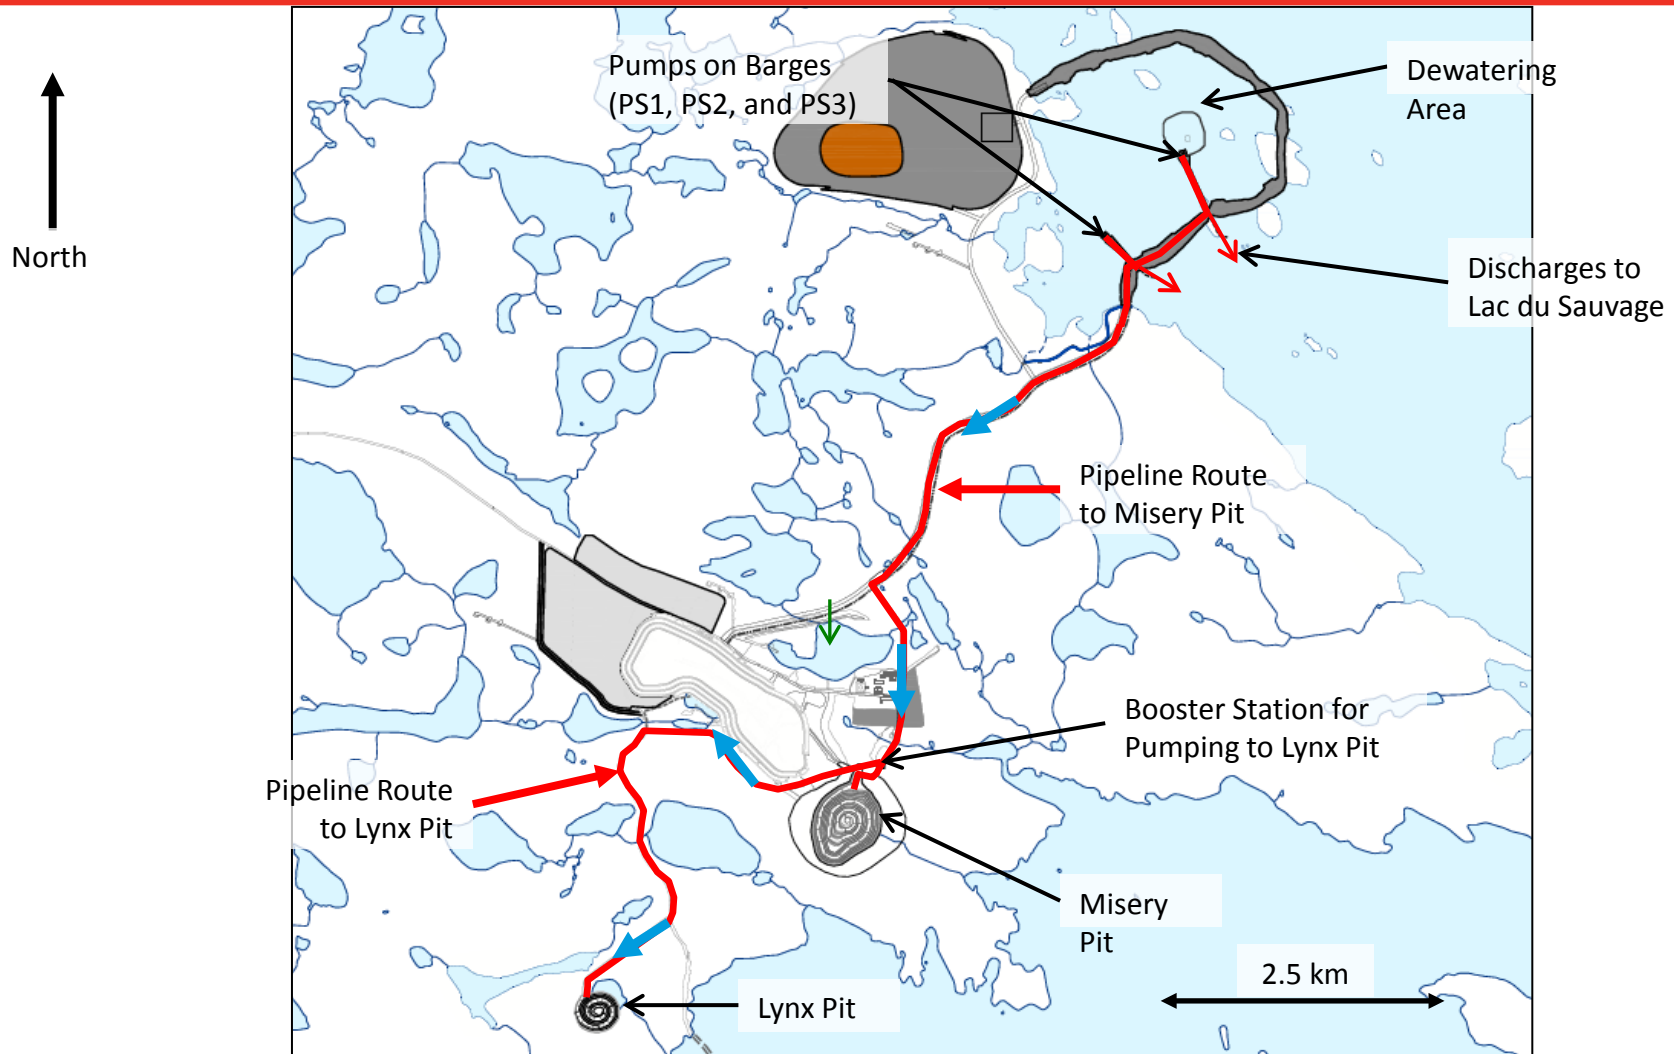 North
Pumps on Barges
(PS1, PS2, and PS3)
Dewatering
Area
Discharges to
Lac du Sauvage
Pipeline Route
to Misery Pit
Booster Station for
Pumping to Lynx Pit
Pipeline Route
to Lynx Pit
Misery
Pit
2.5 km
Lynx Pit